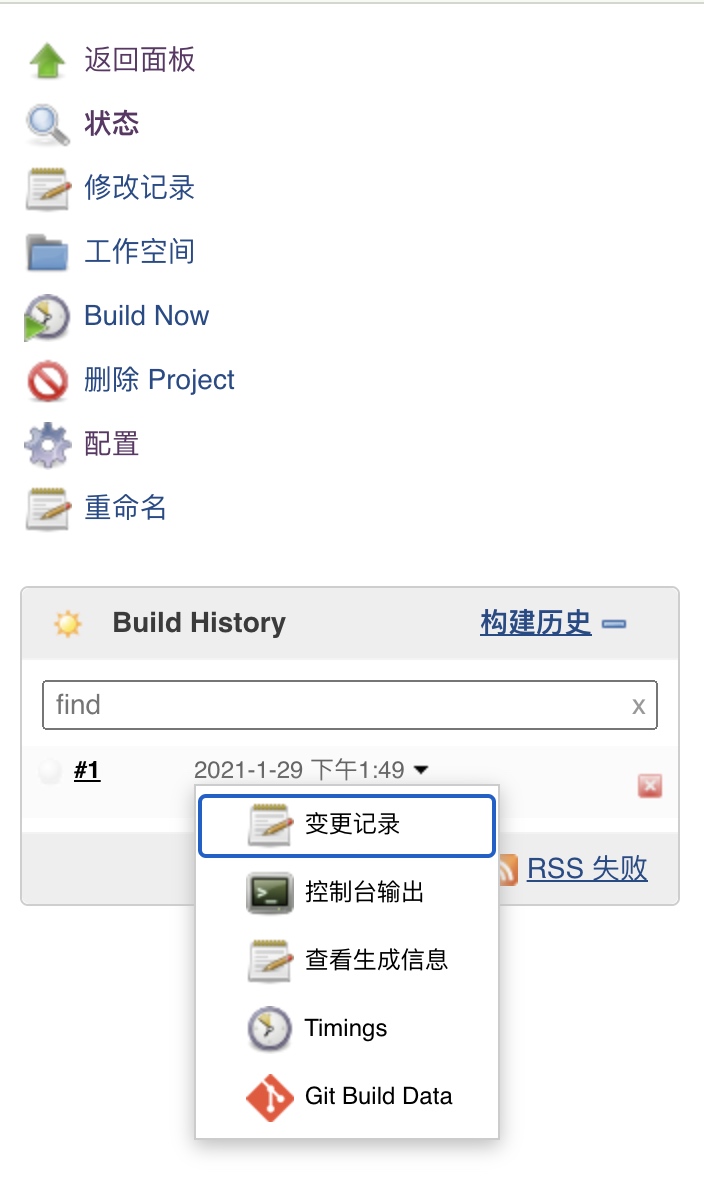 返回面板
状态
修改记录
工作空间
Build Now
删除 Project
配置
重命名
Build History 构建历史
find x
#1 2021-1-29 下午1:49
变更记录
RSS 失败
控制台输出
查看生成信息
Timings
Git Build Data